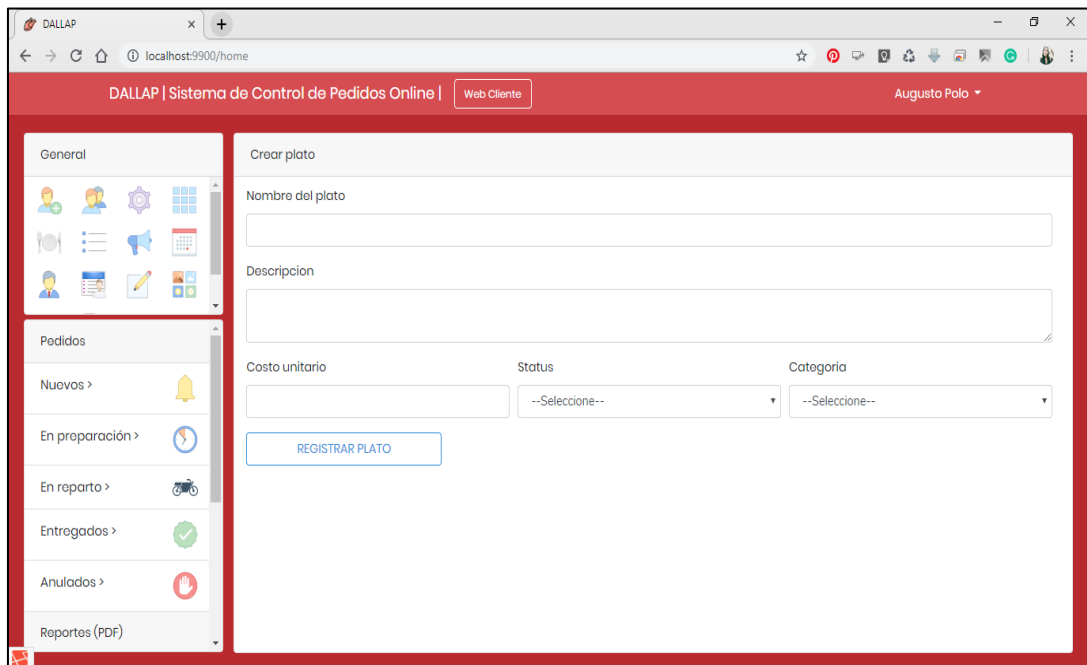 DALLAP
localhost:9900/home
DALLAP | Sistema de Control de Pedidos Online |
Web Cliente
Augusto Polo
General
Pedidos
Nuevos >
En preparación >
En reparto >
Entregados >
Anulados >
Reportes (PDF)
Crear plato
Nombre del plato
Descripcion
Costo unitario
Status
Categoria
--Seleccione--
--Seleccione--
REGISTRAR PLATO